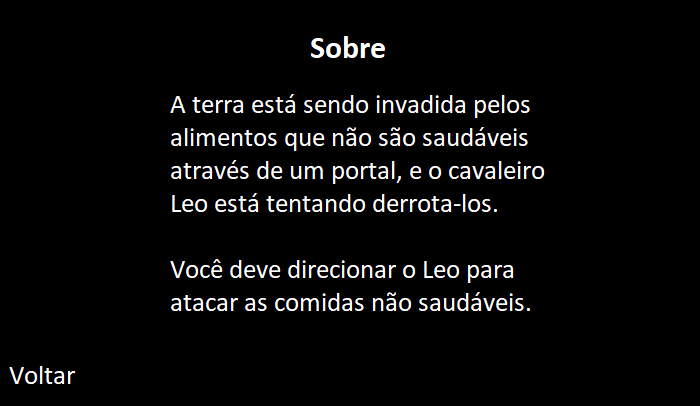 Sobre
A terra está sendo invadida pelos
alimentos que não são saudáveis
através de um portal, e o cavaleiro
Leo está tentando derrota-los.
Você deve direcionar o Leo para
atacar as comidas não saudáveis.
Voltar